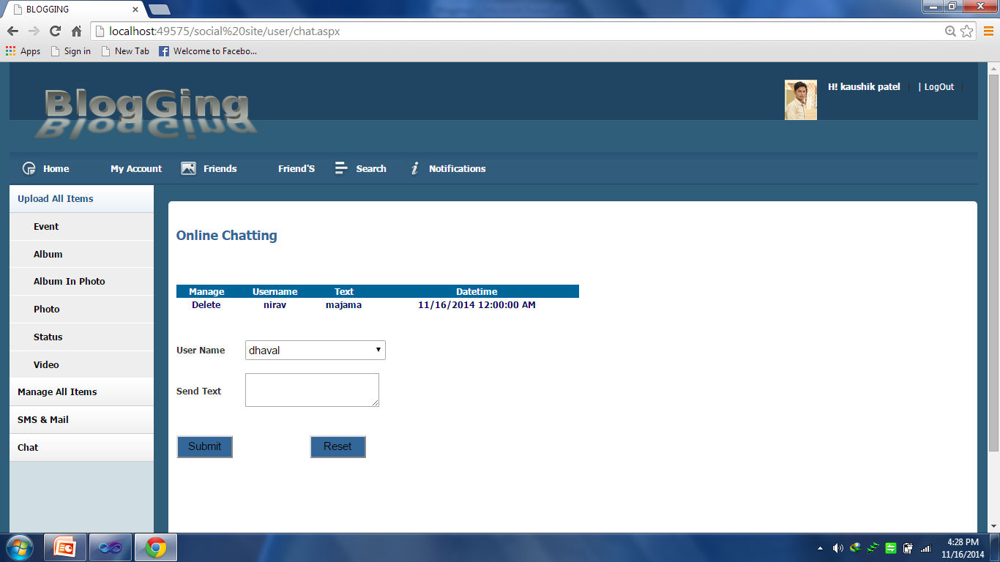 BLOGGING
localhost:49575/social%20site/user/chat.aspx
Apps Sign in New Tab Welcome to Facebo...
BlogGing
H! kaushik patel | | LogOut |
Home My Account Friends Friend'S Search Notifications
Upload All Items
Event
Album
Album In Photo
Photo
Status
Video
Manage All Items
SMS & Mail
Chat
Online Chatting
Manage Username Text Datetime
Delete nirav majama 11/16/2014 12:00:00 AM
User Name dhaval
Send Text
Submit Reset
4:28 PM
11/16/2014